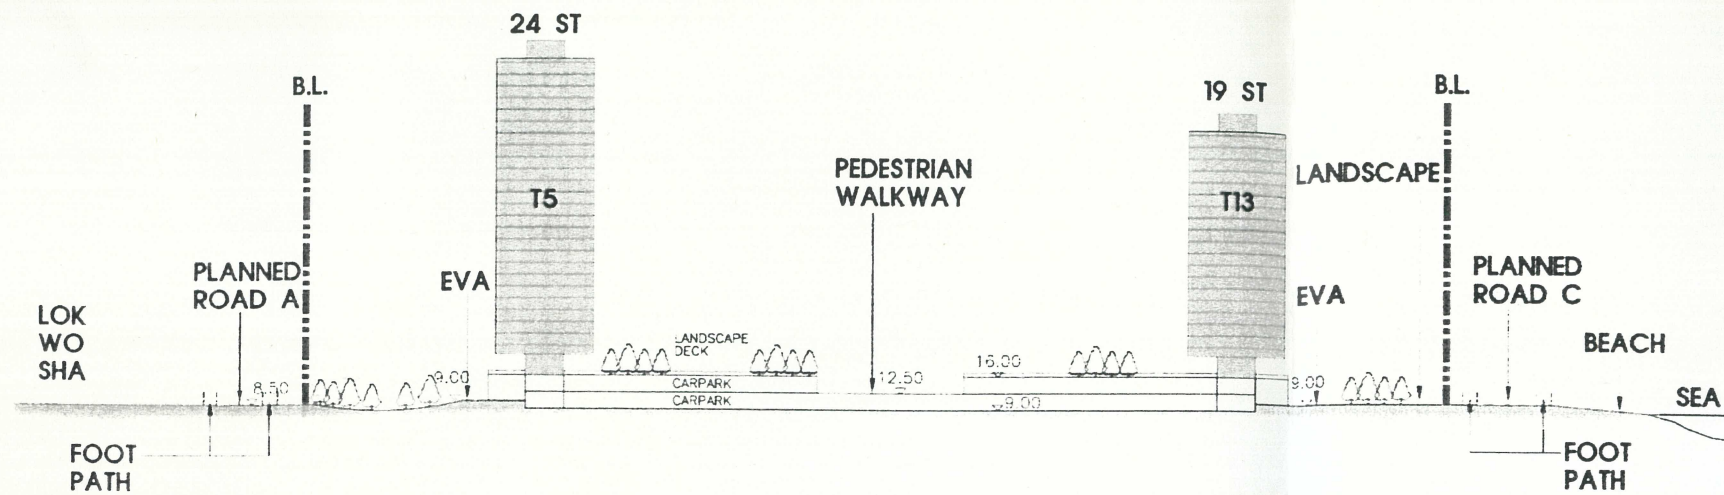 24 ST
B.L.
19 ST
B.L.
T5
PEDESTRIAN
WALKWAY
T13
LANDSCAPE
PLANNED
ROAD A
EVA
EVA
PLANNED
ROAD C
LOK
WO
SHA
LANDSCAPE
DECK
16.00
BEACH
8.50
9.00
CARPARK
12.50
9.00
CARPARK
9.00
SEA
FOOT
PATH
FOOT
PATH